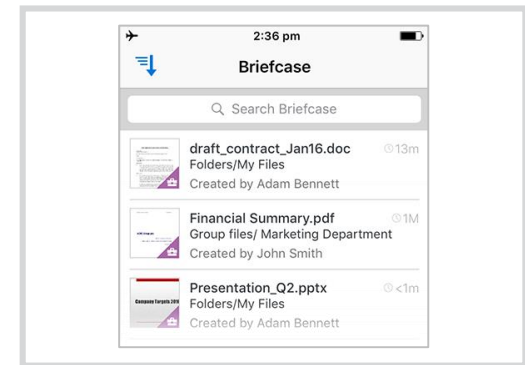 2:36 pm
Briefcase
Search Briefcase
draft_contract_Jan16.doc 13m
Folders/My Files
Created by Adam Bennett
Financial Summary.pdf 1M
Group files/ Marketing Department
Created by John Smith
Presentation_Q2.pptx <1m
Company Targets
Folders/My Files
Created by Adam Bennett